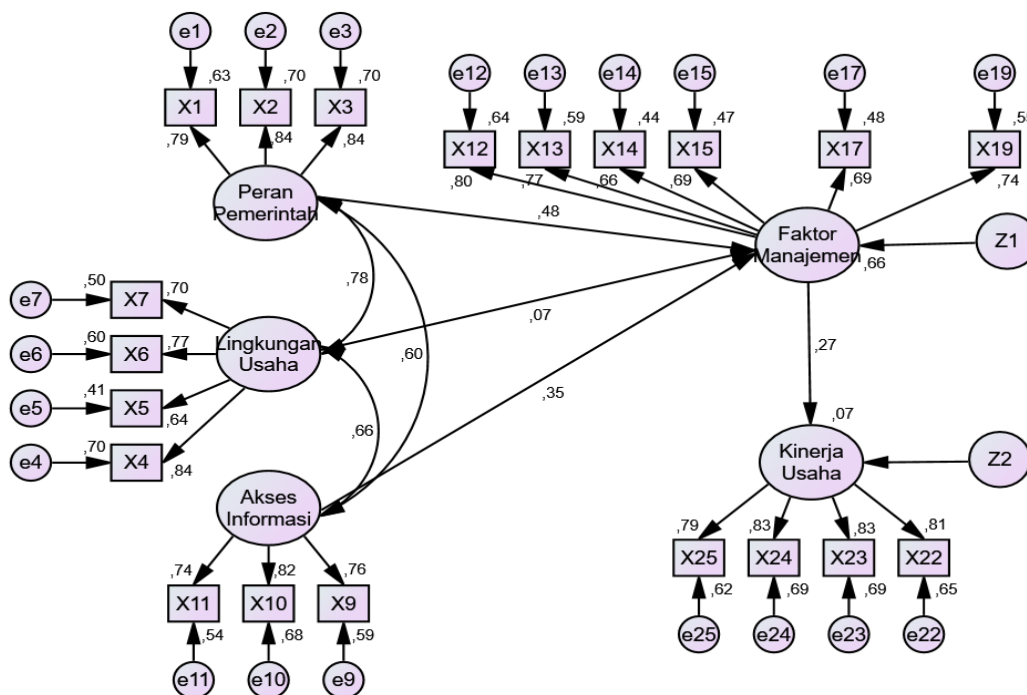 e1
e2
e3
,63
,70
,70
X1
X2
X3
,79
,84
,84
Peran
Pemerintah
e12
e13
e14
e15
e17
e19
,64
,59
,44
,47
,48
X12
X13
X14
X15
X17
X19
,80
,77
,66
,69
,69
,74
Faktor
Manajemen
,66
Z1
,48
,78
,07
,60
,35
,66
,27
e7
,50
X7
,70
e6
,60
X6
,77
e5
,41
X5
,64
e4
,70
X4
,84
Lingkungan
Usaha
Akses
Informasi
,74
,82
,76
X11
X10
X9
,54
,68
,59
e11
e10
e9
,07
Kinerja
Usaha
Z2
,79
,83
,83
,81
X25
X24
X23
X22
,62
,69
,69
,65
e25
e24
e23
e22